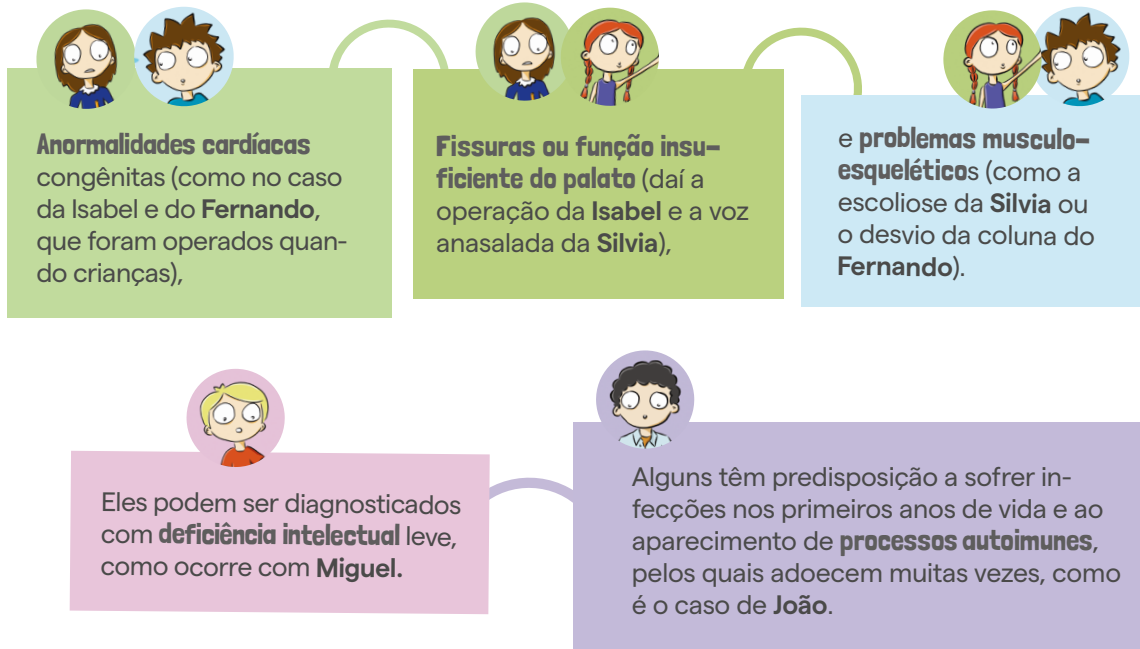 Anormalidades cardíacas
congênitas (como no caso
da Isabel e do Fernando,
que foram operados quan-
do crianças),
Fissuras ou função insu-
ficiente do palato (daí a
operação da Isabel e a voz
anasalada da Silvia),
e problemas musculo-
esqueléticos (como a
escoliose da Silvia ou
o desvio da coluna do
Fernando).
Eles podem ser diagnosticados
com deficiência intelectual leve,
como ocorre com Miguel.
Alguns têm predisposição a sofrer in-
fecções nos primeiros anos de vida e ao
aparecimento de processos autoimunes,
pelos quais adoecem muitas vezes, como
é o caso de João.